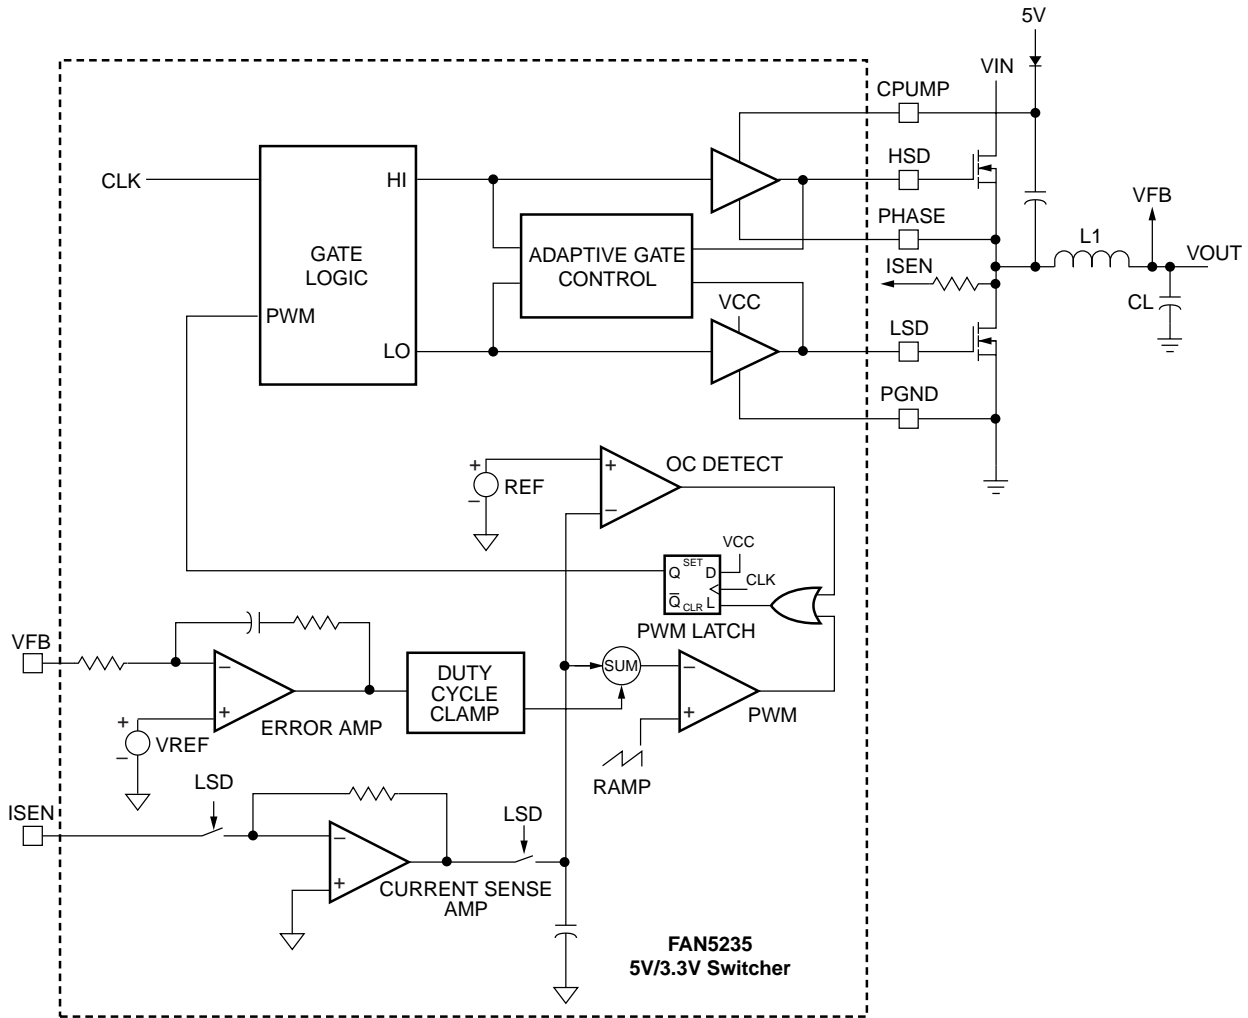 5V
VIN
CPUMP
CLK
HI
HSD
GATE
LOGIC
ADAPTIVE GATE
CONTROL
PHASE
VFB
L1
VOUT
ISEN
PWM
VCC
CL
LO
LSD
PGND
+
REF
−
+
−
OC DETECT
VCC
Q
SET
D
CLK
Q̅
CLR
L
PWM LATCH
VFB
−
+
ERROR AMP
+
−
VREF
DUTY
CYCLE
CLAMP
SUM
−
+
PWM
RAMP
ISEN
LSD
LSD
−
+
CURRENT SENSE
AMP
FAN5235
5V/3.3V Switcher